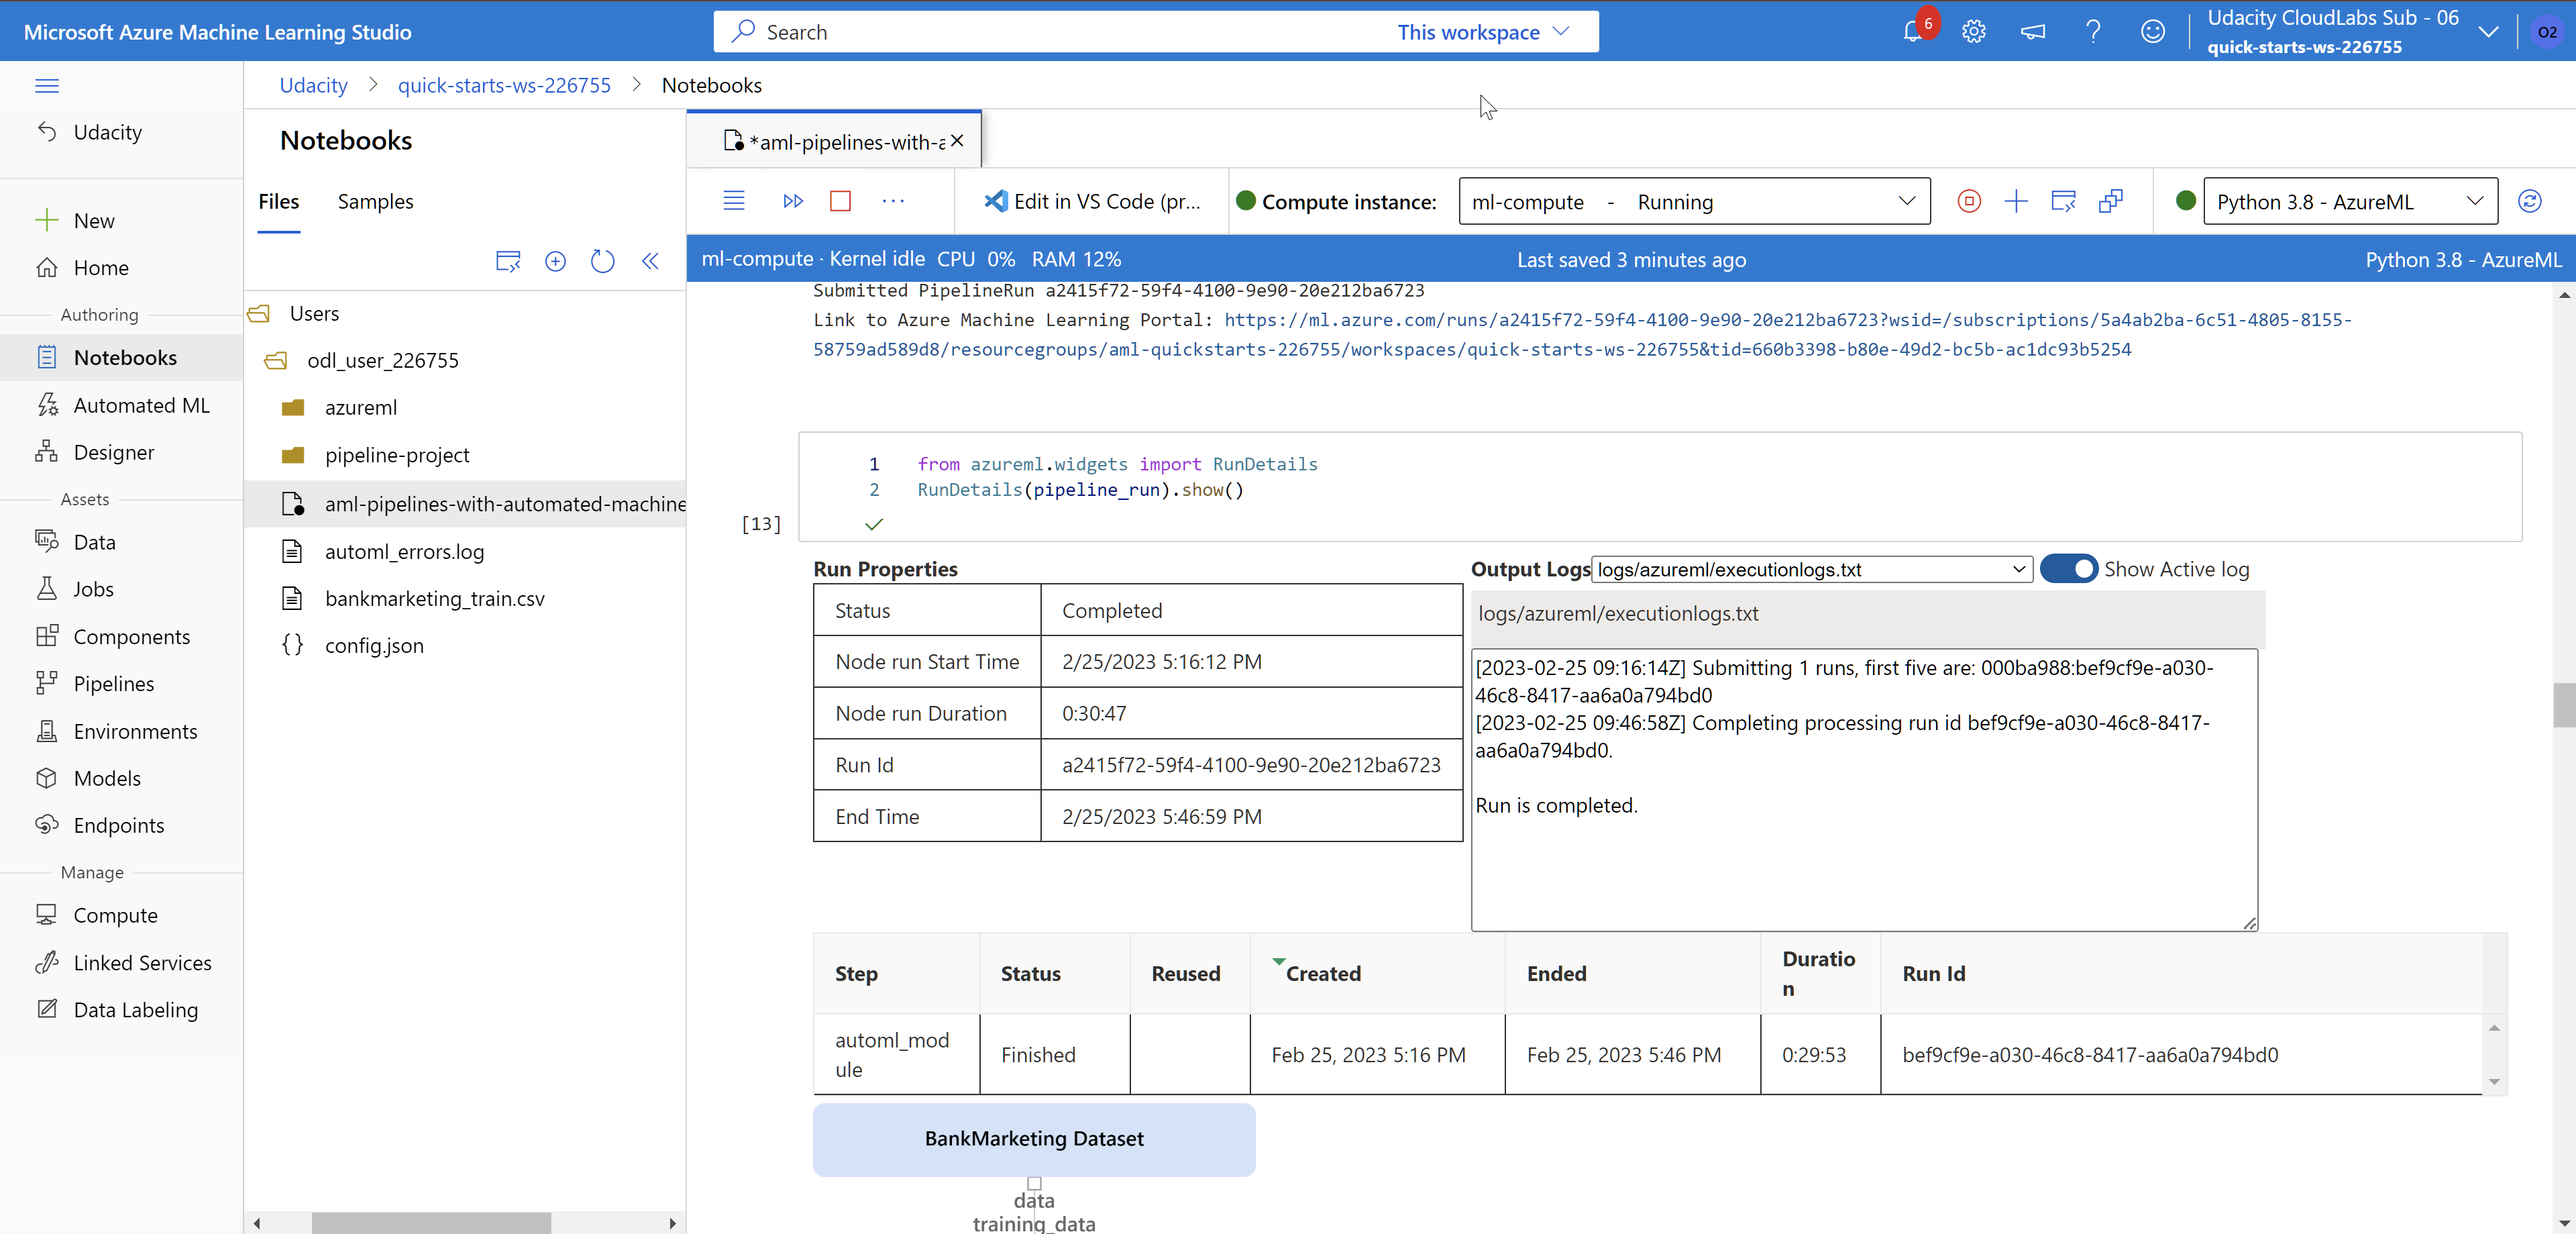 Microsoft Azure Machine Learning Studio
Search
This workspace
6
Udacity CloudLabs Sub - 06
quick-starts-ws-226755
O2
Udacity
quick-starts-ws-226755
Notebooks
Udacity
New
Home
Authoring
Notebooks
Automated ML
Designer
Assets
Data
Jobs
Components
Pipelines
Environments
Models
Endpoints
Manage
Compute
Linked Services
Data Labeling
Notebooks
Files
Samples
Users
odl_user_226755
azureml
pipeline-project
aml-pipelines-with-automated-machine
automl_errors.log
bankmarketing_train.csv
{} config.json
*aml-pipelines-with-a
Edit in VS Code (pr...
Compute instance:
ml-compute - Running
Python 3.8 - AzureML
ml-compute · Kernel idle CPU 0% RAM 12%
Last saved 3 minutes ago
Python 3.8 - AzureML
Submitted PipelineRun a2415f72-59f4-4100-9e90-20e212ba6723
Link to Azure Machine Learning Portal: https://ml.azure.com/runs/a2415f72-59f4-4100-9e90-20e212ba6723?wsid=/subscriptions/5a4ab2ba-6c51-4805-8155-
58759ad589d8/resourcegroups/aml-quickstarts-226755/workspaces/quick-starts-ws-226755&tid=660b3398-b80e-49d2-bc5b-ac1dc93b5254
1 from azureml.widgets import RunDetails
2 RunDetails(pipeline_run).show()
[13]
Run Properties
Status Completed
Node run Start Time 2/25/2023 5:16:12 PM
Node run Duration 0:30:47
Run Id a2415f72-59f4-4100-9e90-20e212ba6723
End Time 2/25/2023 5:46:59 PM
Output Logs logs/azureml/executionlogs.txt Show Active log
logs/azureml/executionlogs.txt
[2023-02-25 09:16:14Z] Submitting 1 runs, first five are: 000ba988:bef9cf9e-a030-
46c8-8417-aa6a0a794bd0
[2023-02-25 09:46:58Z] Completing processing run id bef9cf9e-a030-46c8-8417-
aa6a0a794bd0.
Run is completed.
Step Status Reused Created Ended Duratio
n Run Id
automl_mod
ule Finished Feb 25, 2023 5:16 PM Feb 25, 2023 5:46 PM 0:29:53 bef9cf9e-a030-46c8-8417-aa6a0a794bd0
BankMarketing Dataset
data
training_data